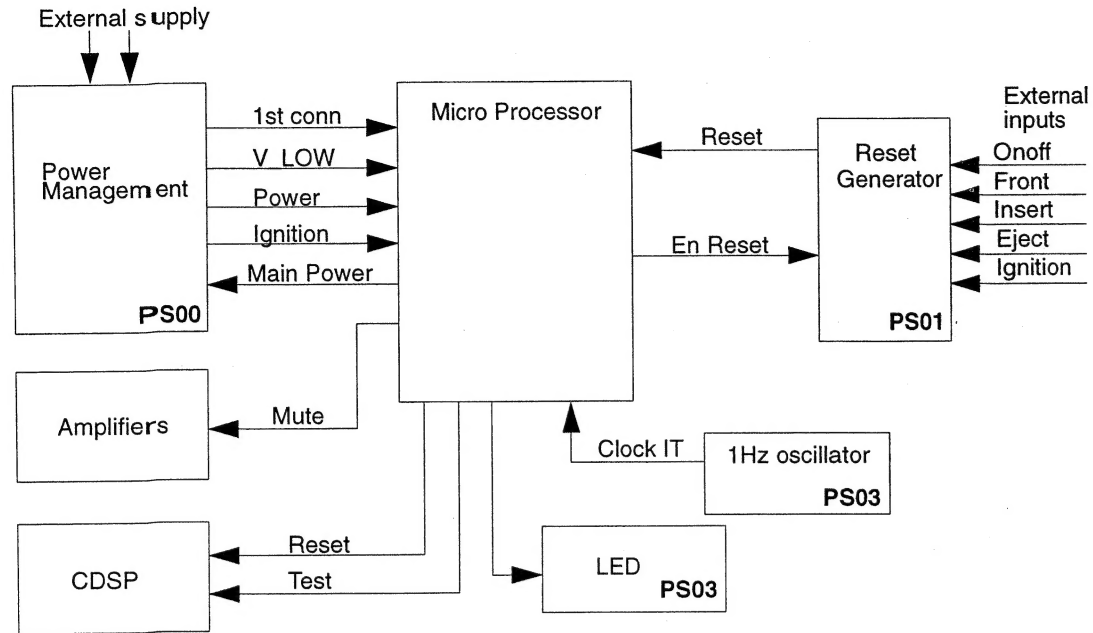 External supply
Power
Management
PS00
1st conn
V_LOW
Power
Ignition
Main Power
Micro Processor
Reset
En Reset
Reset
Generator
PS01
External
inputs
Onoff
Front
Insert
Eject
Ignition
Amplifiers
Mute
Clock IT
1Hz oscillator
PS03
CDSP
Reset
Test
LED
PS03